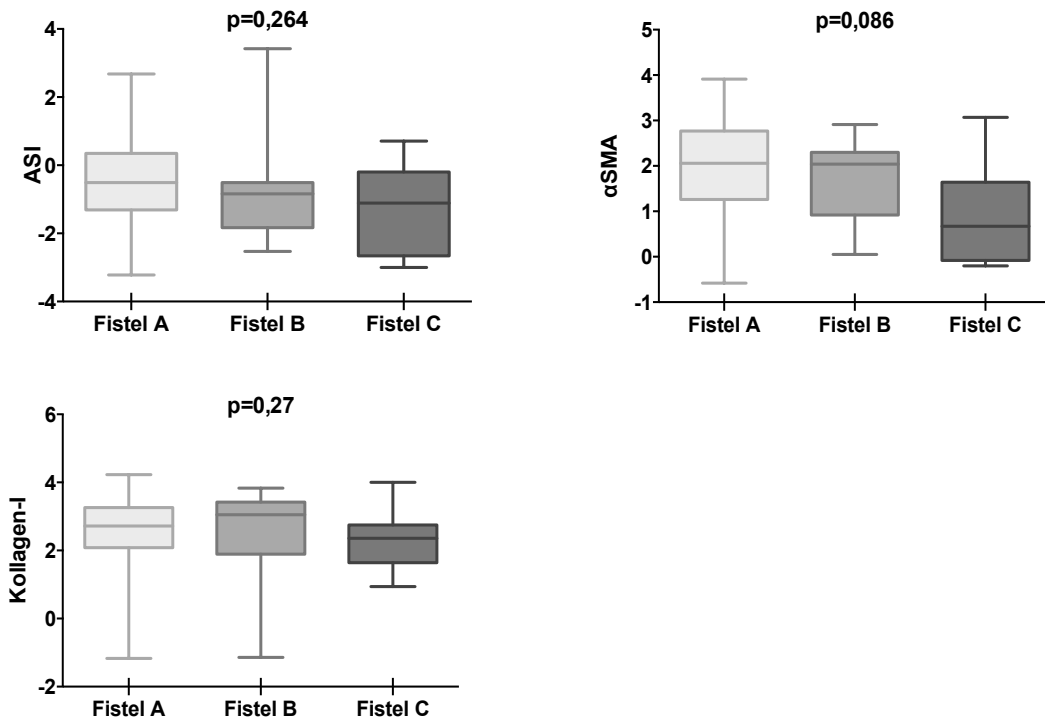 p=0,264
ASI
4
2
0
-2
-4
Fistel A Fistel B Fistel C
p=0,086
αSMA
5
4
3
2
1
0
-1
Fistel A Fistel B Fistel C
p=0,27
Kollagen-I
6
4
2
0
-2
Fistel A Fistel B Fistel C